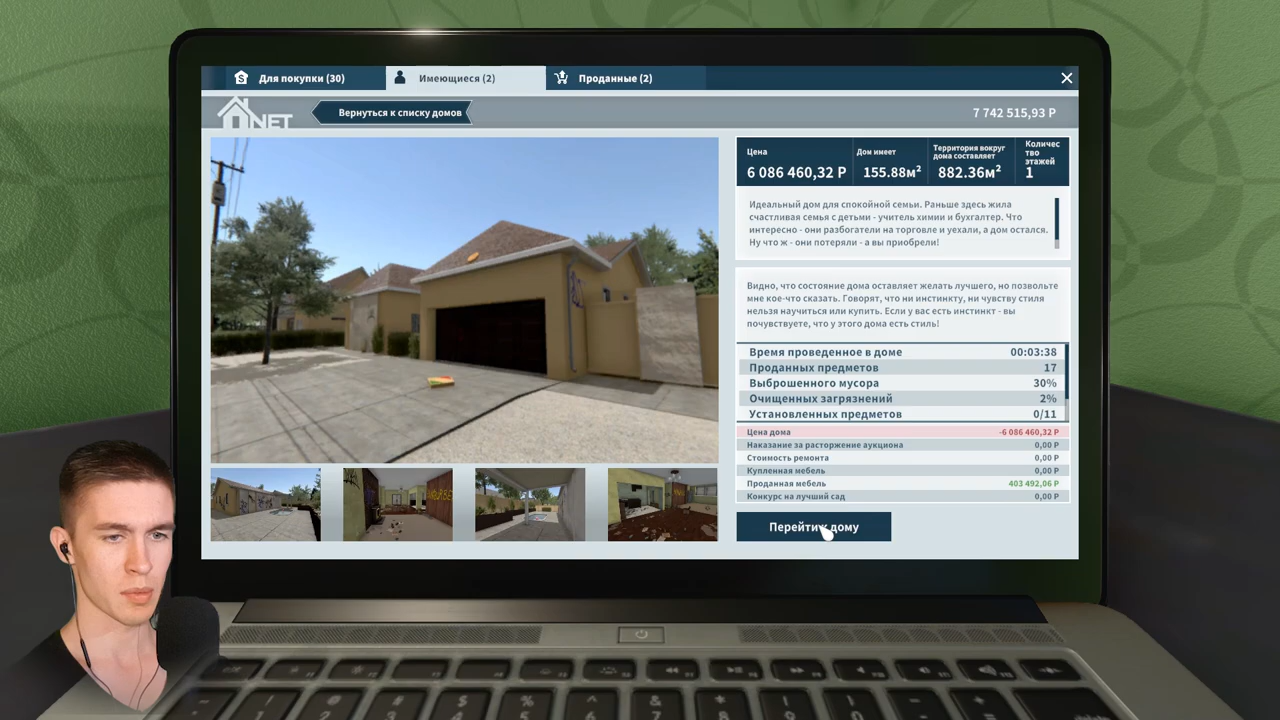 Для покупки (30)
Имеющиеся (2)
Проданные (2)
NET
Вернуться к списку домов
7 742 515,93 Р
Цена
6 086 460,32 Р
Дом имеет
155.88м²
Территория вокруг
дома составляет
882.36м²
Количес
тво
этажей
1
Идеальный дом для спокойной семьи. Раньше здесь жила
счастливая семья с детьми - учитель химии и бухгалтер. Что
интересно - они разбогатели на торговле и уехали, а дом остался.
Ну что ж - они потеряли - а вы приобрели!
Видно, что состояние дома оставляет желать лучшего, но позвольте
мне кое-что сказать. Говорят, что ни инстинкту, ни чувству стиля
нельзя научиться или купить. Если у вас есть инстинкт - вы
почувствуете, что у этого дома есть стиль!
Время проведенное в доме 00:03:38
Проданных предметов 17
Выброшенного мусора 30%
Очищенных загрязнений 2%
Установленных предметов 0/11
Цена дома -6 086 460,32 Р
Наказание за расторжение аукциона 0,00 Р
Стоимость ремонта 0,00 Р
Купленная мебель 0,00 Р
Проданная мебель 403 492,06 Р
Конкурс на лучший сад 0,00 Р
Перейти к дому